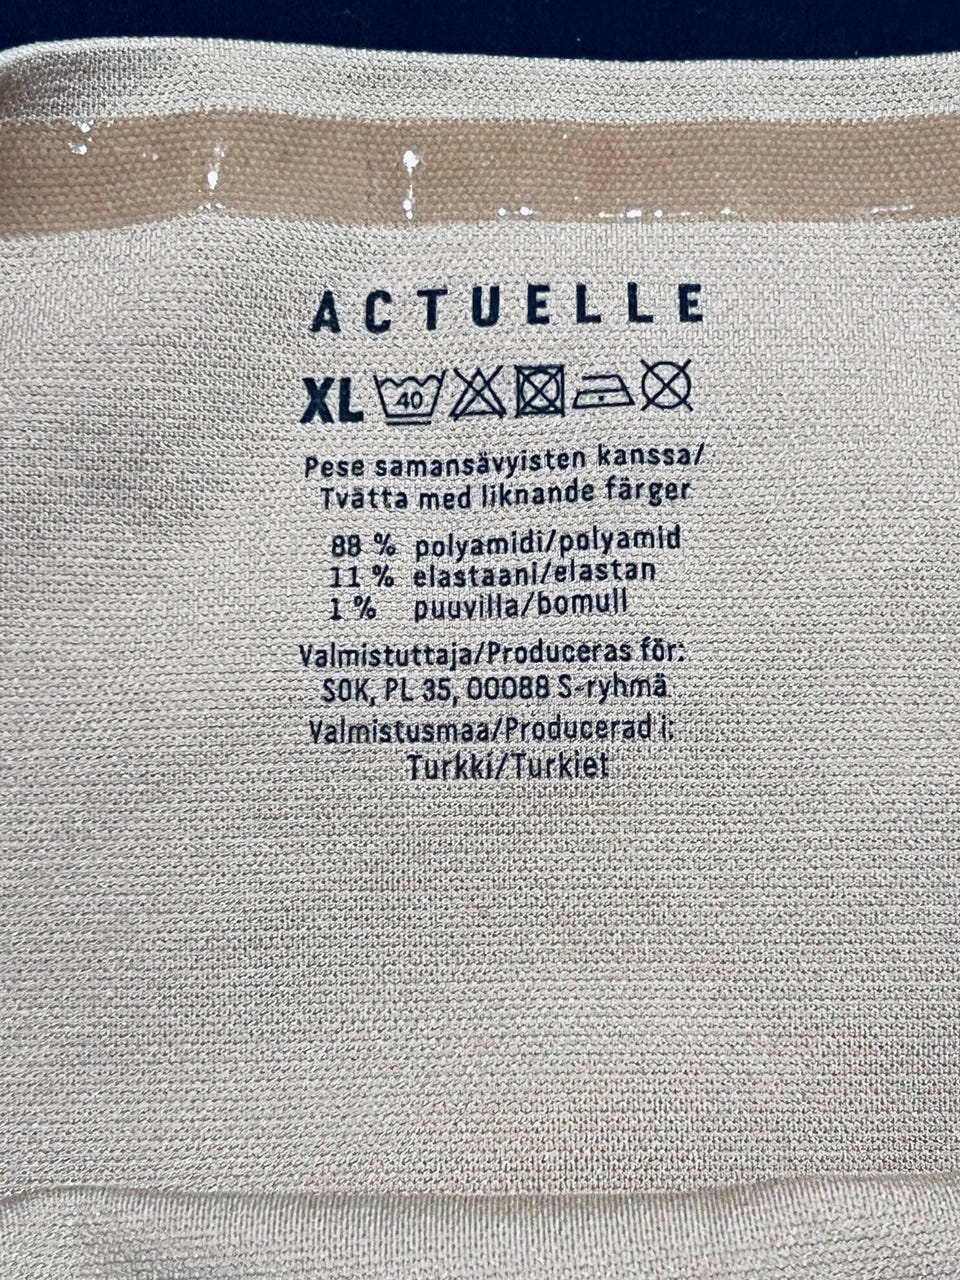 ACTUELLE
XL 40
Pese samansävyisten kanssa/
Tvätta med liknande färger
88 % polyamidi/polyamid
11 % elastaani/elastan
1 % puuvilla/bomull
Valmistuttaja/Produceras för:
SOK, PL 35, 00088 S-ryhmä
Valmistusmaa/Producerad i:
Turkki/Turkiet